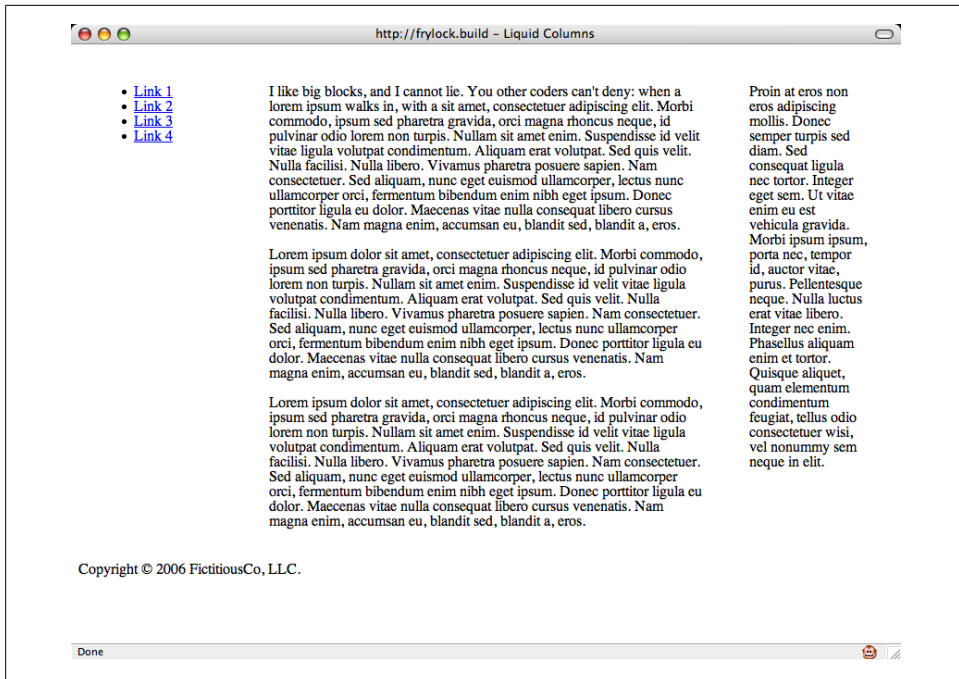 http://frylock.build – Liquid Columns
Link 1
Link 2
Link 3
Link 4
I like big blocks, and I cannot lie. You other coders can't deny: when a
lorem ipsum walks in, with a sit amet, consectetuer adipiscing elit. Morbi
commodo, ipsum sed pharetra gravida, orci magna rhoncus neque, id
pulvinar odio lorem non turpis. Nullam sit amet enim. Suspendisse id velit
vitae ligula volutpat condimentum. Aliquam erat volutpat. Sed quis velit.
Nulla facilisi. Nulla libero. Vivamus pharetra posuere sapien. Nam
consectetuer. Sed aliquam, nunc eget euismod ullamcorper, lectus nunc
ullamcorper orci, fermentum bibendum enim nibh eget ipsum. Donec
porttitor ligula eu dolor. Maecenas vitae nulla consequat libero cursus
venenatis. Nam magna enim, accumsan eu, blandit sed, blandit a, eros.
Lorem ipsum dolor sit amet, consectetuer adipiscing elit. Morbi commodo,
ipsum sed pharetra gravida, orci magna rhoncus neque, id pulvinar odio
lorem non turpis. Nullam sit amet enim. Suspendisse id velit vitae ligula
volutpat condimentum. Aliquam erat volutpat. Sed quis velit. Nulla
facilisi. Nulla libero. Vivamus pharetra posuere sapien. Nam consectetuer.
Sed aliquam, nunc eget euismod ullamcorper, lectus nunc ullamcorper
orci, fermentum bibendum enim nibh eget ipsum. Donec porttitor ligula eu
dolor. Maecenas vitae nulla consequat libero cursus venenatis. Nam
magna enim, accumsan eu, blandit sed, blandit a, eros.
Lorem ipsum dolor sit amet, consectetuer adipiscing elit. Morbi commodo,
ipsum sed pharetra gravida, orci magna rhoncus neque, id pulvinar odio
lorem non turpis. Nullam sit amet enim. Suspendisse id velit vitae ligula
volutpat condimentum. Aliquam erat volutpat. Sed quis velit. Nulla
facilisi. Nulla libero. Vivamus pharetra posuere sapien. Nam consectetuer.
Sed aliquam, nunc eget euismod ullamcorper, lectus nunc ullamcorper
orci, fermentum bibendum enim nibh eget ipsum. Donec porttitor ligula eu
dolor. Maecenas vitae nulla consequat libero cursus venenatis. Nam
magna enim, accumsan eu, blandit sed, blandit a, eros.
Proin at eros non
eros adipiscing
mollis. Donec
semper turpis sed
diam. Sed
consequat ligula
nec tortor. Integer
eget sem. Ut vitae
enim eu est
vehicula gravida.
Morbi ipsum ipsum,
porta nec, tempor
id, auctor vitae,
purus. Pellentesque
neque. Nulla luctus
erat vitae libero.
Integer nec enim.
Phasellus aliquam
enim et tortor.
Quisque aliquet,
quam elementum
condimentum
feugiat, tellus odio
consectetuer wisi,
vel nonummy sem
neque in elit.
Copyright © 2006 FictitiousCo, LLC.
Done